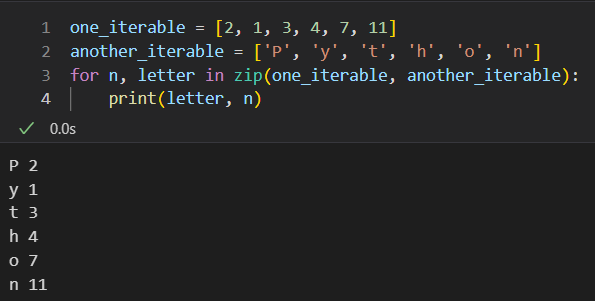 1 one_iterable = [2, 1, 3, 4, 7, 11]
2 another_iterable = ['P', 'y', 't', 'h', 'o', 'n']
3 for n, letter in zip(one_iterable, another_iterable):
4     print(letter, n)
0.0s
P 2
y 1
t 3
h 4
o 7
n 11